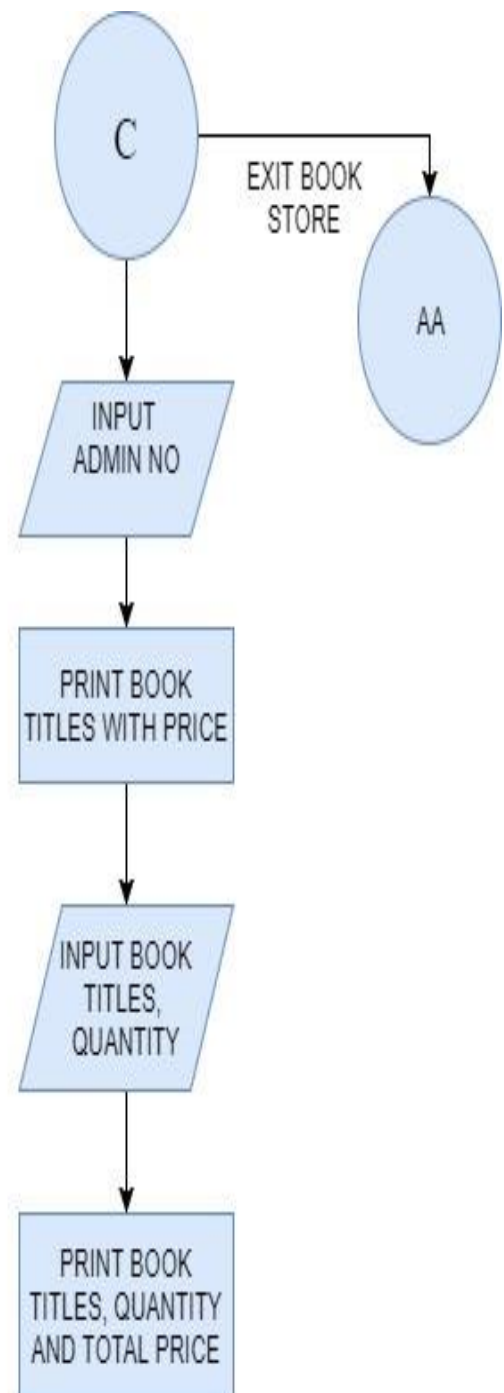 C
EXIT BOOK
STORE
AA
INPUT
ADMIN NO
PRINT BOOK
TITLES WITH PRICE
INPUT BOOK
TITLES,
QUANTITY
PRINT BOOK
TITLES, QUANTITY
AND TOTAL PRICE